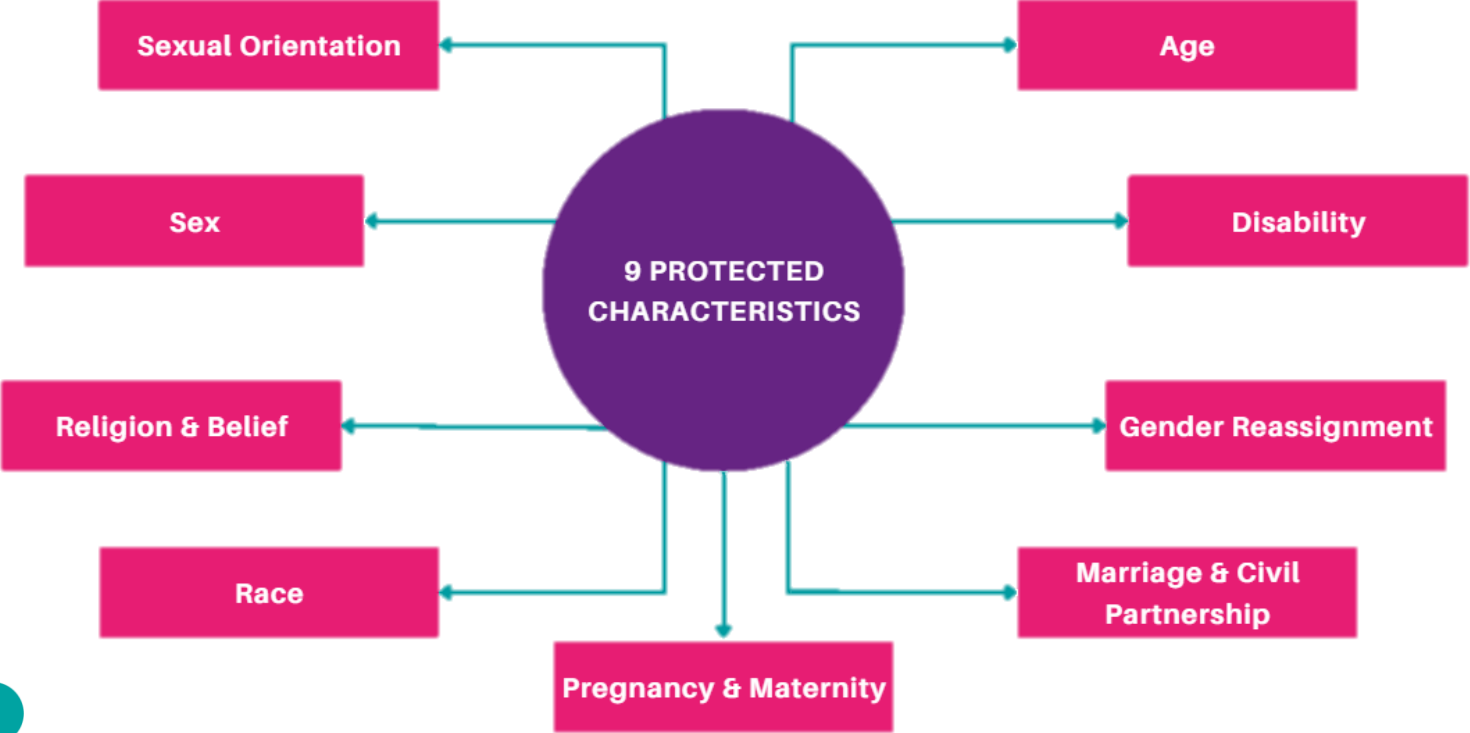 Sexual Orientation
Age
Sex
Disability
9 PROTECTED
CHARACTERISTICS
Religion & Belief
Gender Reassignment
Race
Marriage & Civil
Partnership
Pregnancy & Maternity